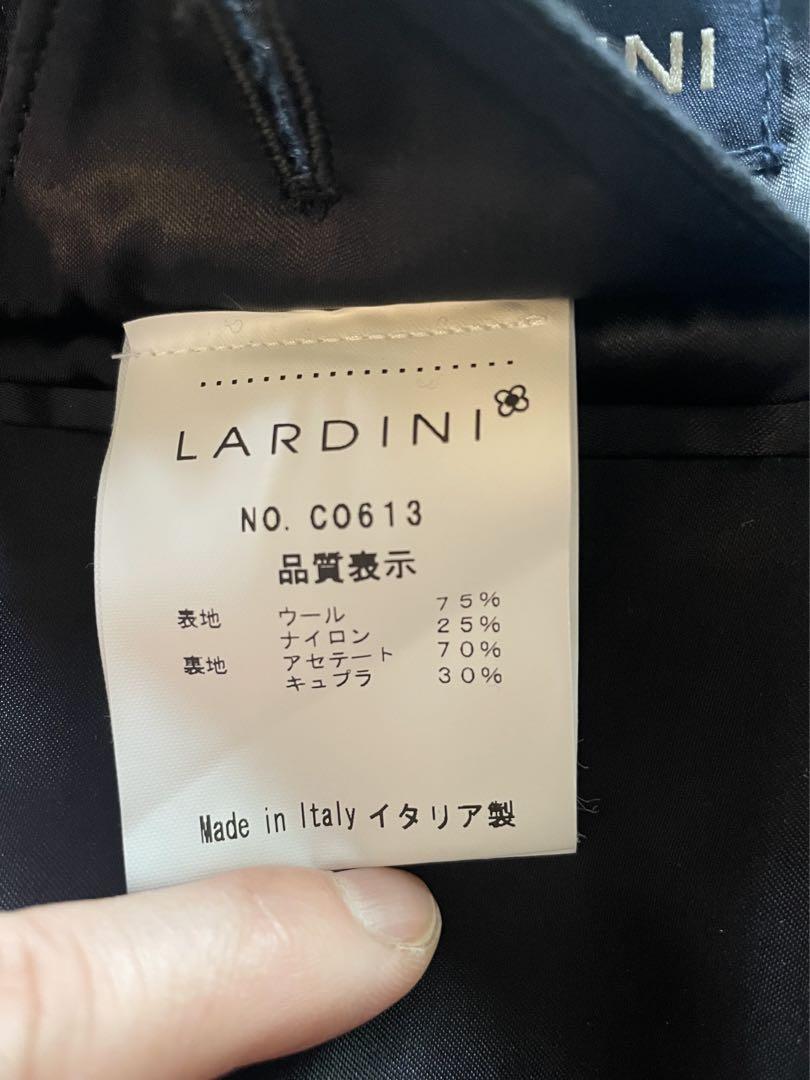 INI
LARDINI
NO. C0613
品質表示
表地 ウール 75%
ナイロン 25%
裏地 アセテート 70%
キュプラ 30%
Made in Italy イタリア製